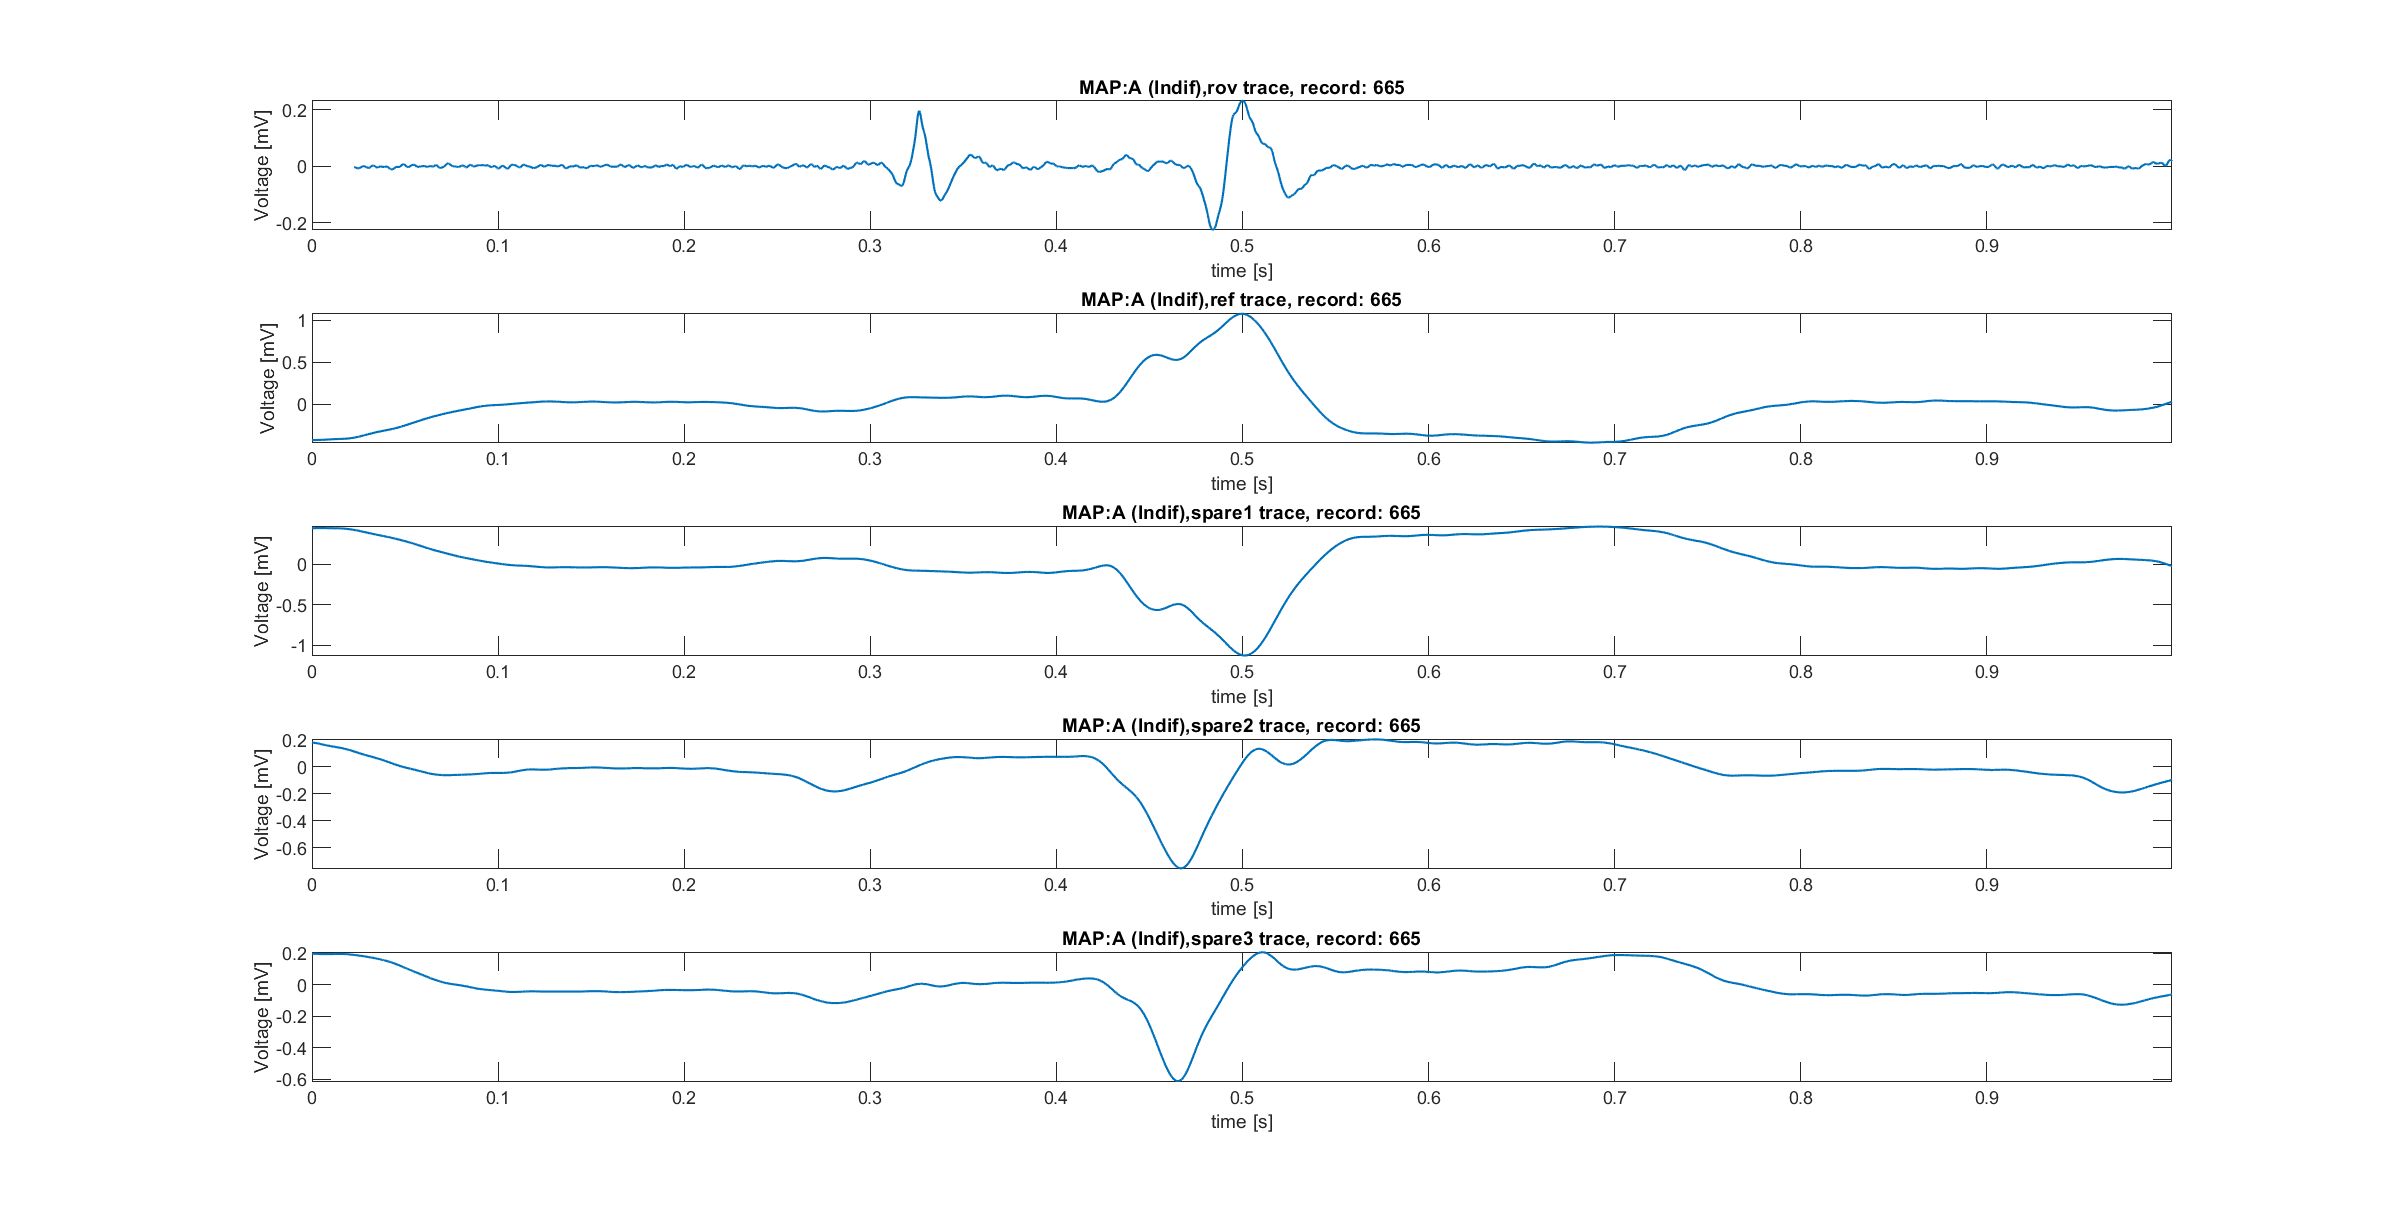 MAP:A (Indif),rov trace, record: 665
Voltage [mV]
0.2
0
-0.2
0 0.1 0.2 0.3 0.4 0.5 0.6 0.7 0.8 0.9
time [s]
MAP:A (Indif),ref trace, record: 665
Voltage [mV]
1
0.5
0
0 0.1 0.2 0.3 0.4 0.5 0.6 0.7 0.8 0.9
time [s]
MAP:A (Indif),spare1 trace, record: 665
Voltage [mV]
0
-0.5
-1
0 0.1 0.2 0.3 0.4 0.5 0.6 0.7 0.8 0.9
time [s]
MAP:A (Indif),spare2 trace, record: 665
Voltage [mV]
0.2
0
-0.2
-0.4
-0.6
0 0.1 0.2 0.3 0.4 0.5 0.6 0.7 0.8 0.9
time [s]
MAP:A (Indif),spare3 trace, record: 665
Voltage [mV]
0.2
0
-0.2
-0.4
-0.6
0 0.1 0.2 0.3 0.4 0.5 0.6 0.7 0.8 0.9
time [s]